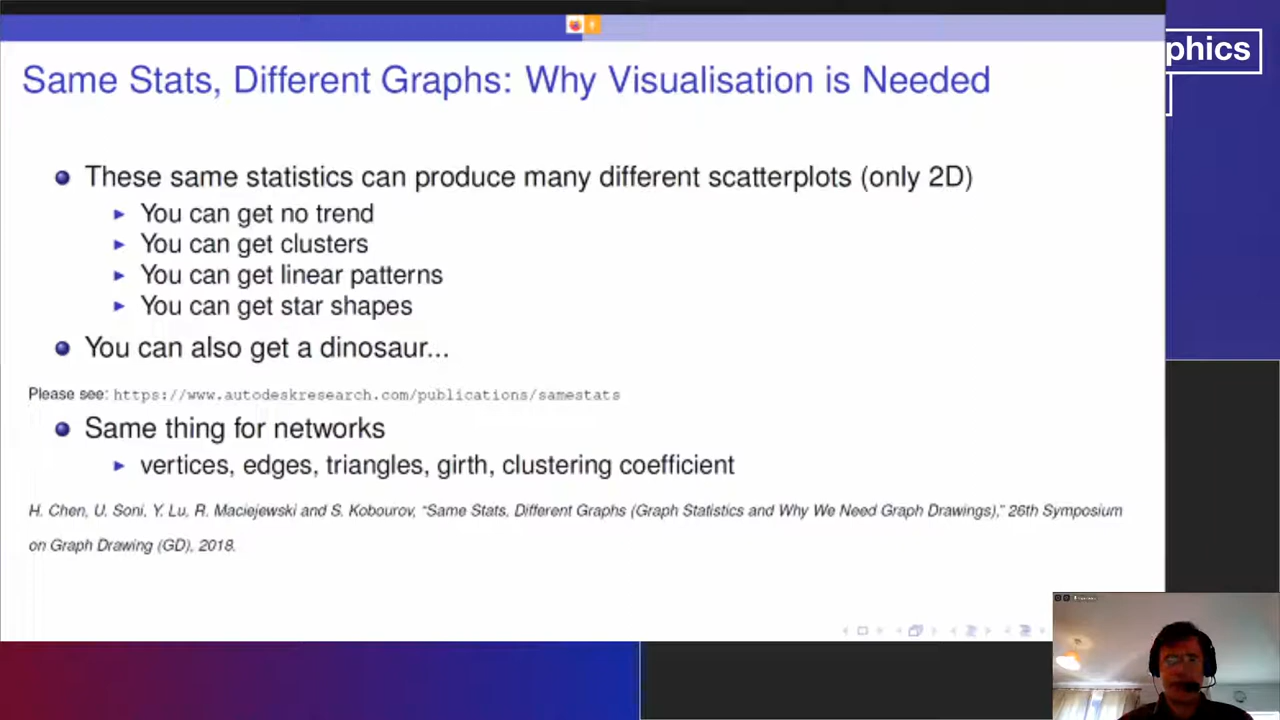 phics
Same Stats, Different Graphs: Why Visualisation is Needed
These same statistics can produce many different scatterplots (only 2D)
You can get no trend
You can get clusters
You can get linear patterns
You can get star shapes
You can also get a dinosaur...
Please see: https://www.autodeskresearch.com/publications/samestats
Same thing for networks
vertices, edges, triangles, girth, clustering coefficient
H. Chen, U. Soni, Y. Lu, R. Maciejewski and S. Kobourov, “Same Stats, Different Graphs (Graph Statistics and Why We Need Graph Drawings),” 26th Symposium
on Graph Drawing (GD), 2018.